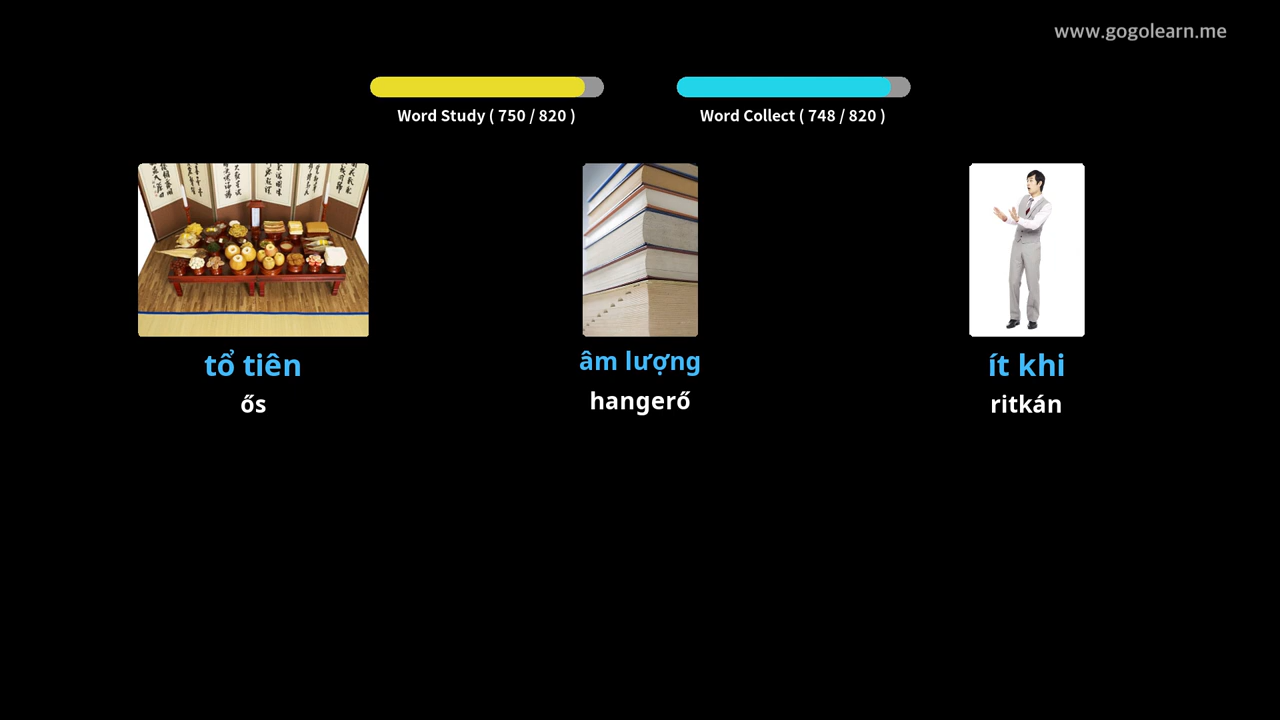 www.gogolearn.me
Word Study ( 750 / 820 )
Word Collect ( 748 / 820 )
tổ tiên
ős
âm lượng
hangerő
ít khi
ritkán